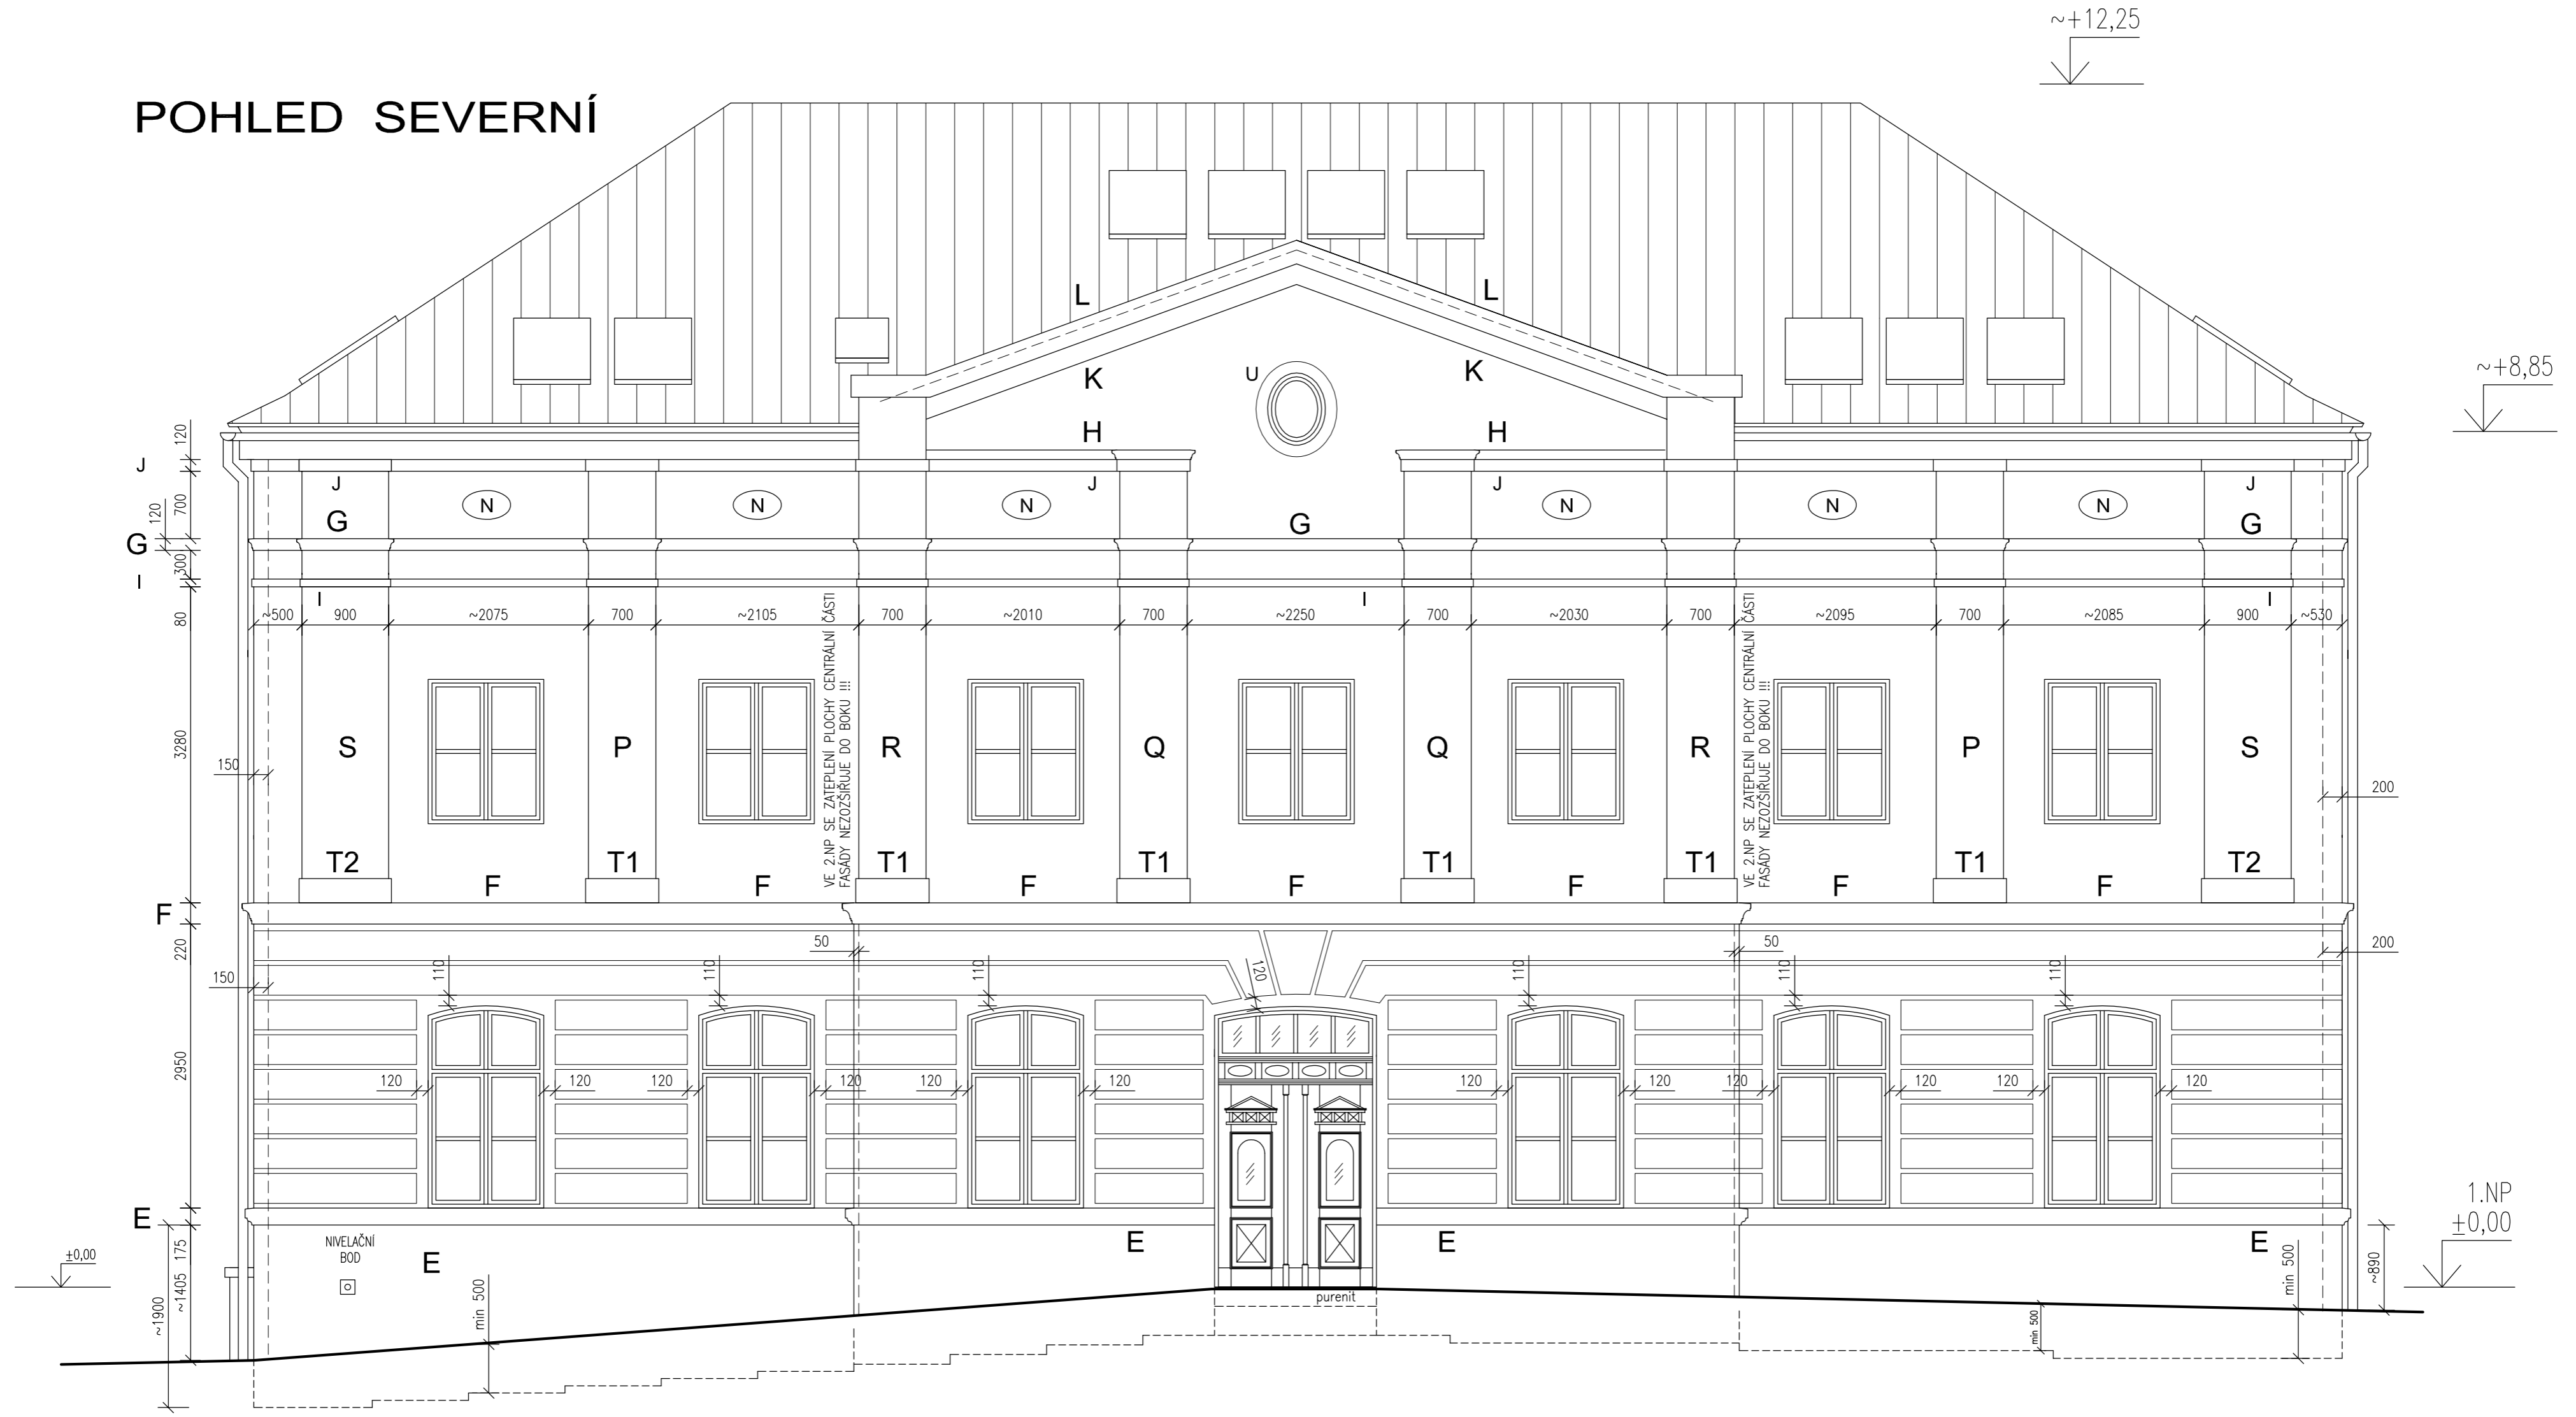 ~+12,25
POHLED SEVERNÍ
~+8,85
L L
K U K
H H
J
J J J J
120
700
120
300
80
3280
220
2950
175
~1405
~1900
N N N N N N
G G G
G
I
I I I
~500 900 ~2075 700 ~2105 700 ~2010 700 ~2250 700 ~2030 700 ~2095 700 ~2085 900 ~530
VE 2.NP SE ZATEPLENÍ PLOCHY CENTRÁLNÍ ČÁSTI
FASÁDY NEZOZŠIŘUJE DO BOKU !!!
VE 2.NP SE ZATEPLENÍ PLOCHY CENTRÁLNÍ ČÁSTI
FASÁDY NEZOZŠIŘUJE DO BOKU !!!
S P R Q Q R P S
150 200
T2 T1 T1 T1 T1 T1 T1 T2
F F F F F F F
F
50 50 200
150 110 110 110 120 110 110 110
120 120 120 120 120 120 120 120 120 120 120 120
E
E E E E
NIVELAČNÍ
BOD
1.NP
±0,00
±0,00
min 500
purenit
min 500
min 500
~890